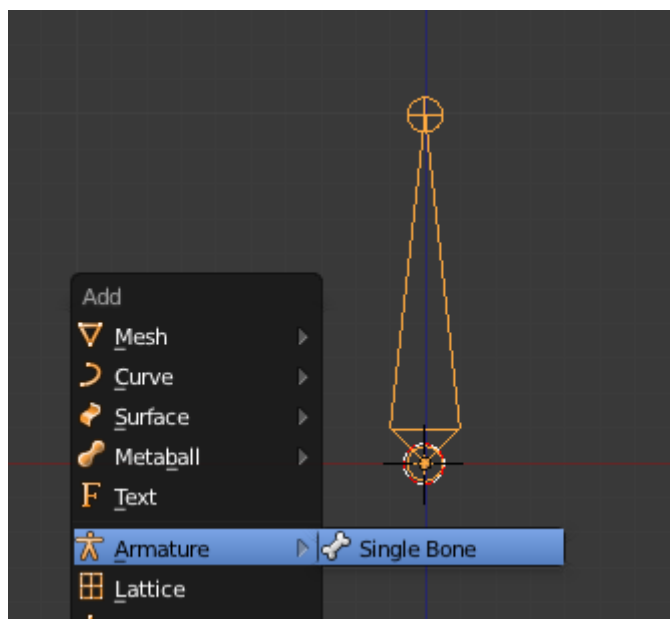 Add
Mesh
Curve
Surface
Metaball
Text
Armature
Single Bone
Lattice